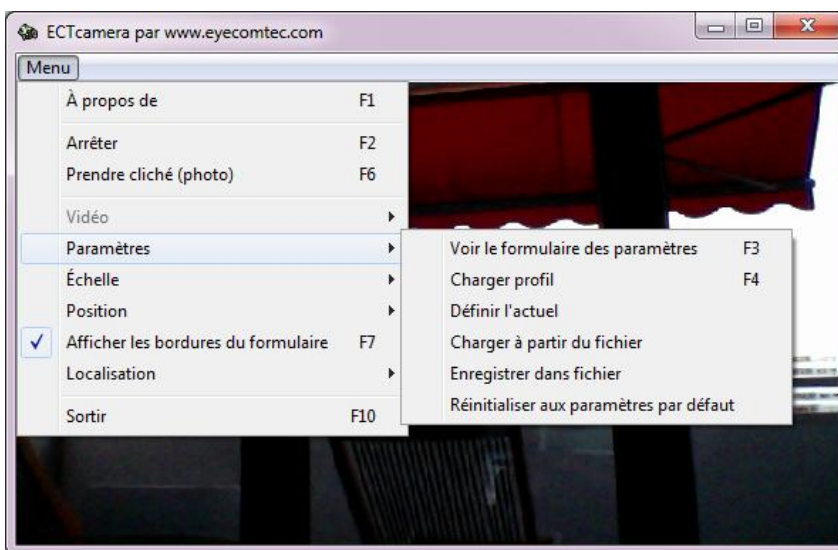 ECTcamera par www.eyecomtec.com
Menu
À propos de F1
Arrêter F2
Prendre cliché (photo) F6
Vidéo
Paramètres
Échelle
Position
Afficher les bordures du formulaire F7
Localisation
Sortir F10
Voir le formulaire des paramètres F3
Charger profil F4
Définir l'actuel
Charger à partir du fichier
Enregistrer dans fichier
Réinitialiser aux paramètres par défaut